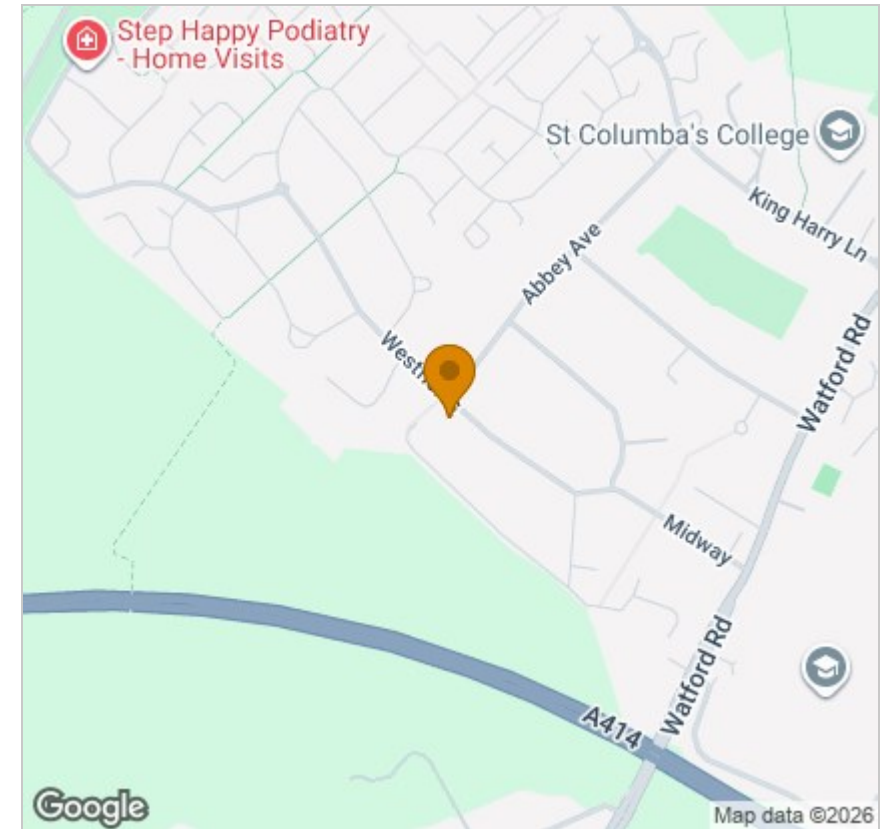 Step Happy Podiatry
- Home Visits
St Columba's College
King Harry Ln
Abbey Ave
Watford Rd
Midway
Watford Rd
A414
Google
Map data ©2026